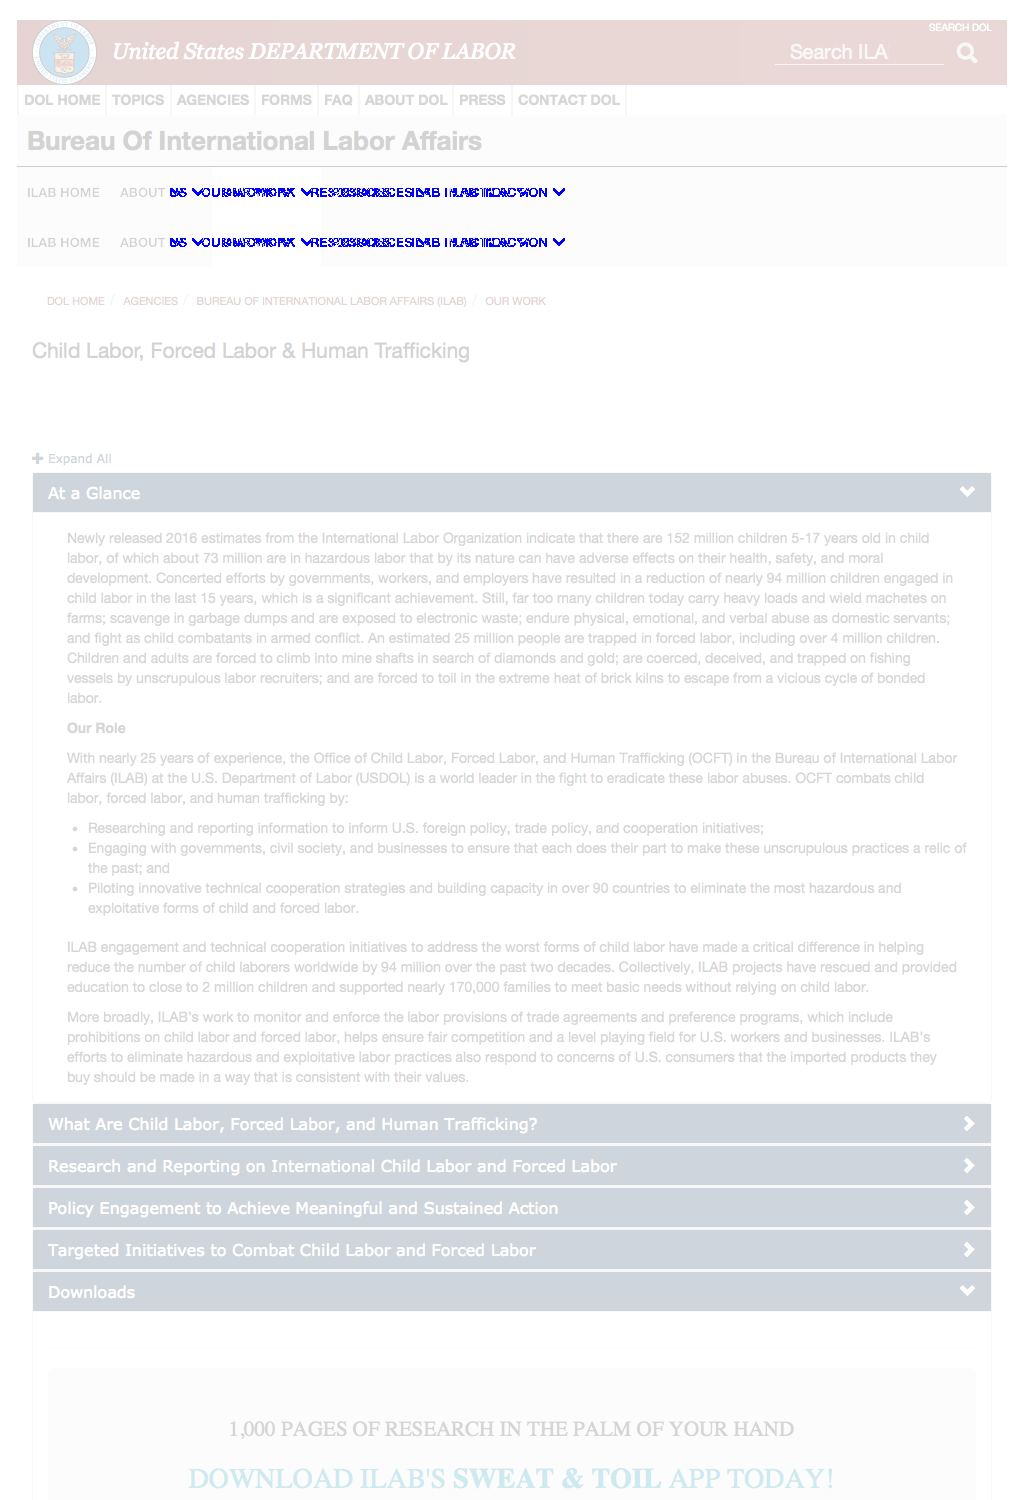 SEARCH DOL
United States DEPARTMENT OF LABOR
Search ILA
DOL HOME TOPICS AGENCIES FORMS FAQ ABOUT DOL PRESS CONTACT DOL
Bureau Of International Labor Affairs
ILAB HOME ABOUT
ILAB HOME ABOUT
DOL HOME / AGENCIES / BUREAU OF INTERNATIONAL LABOR AFFAIRS (ILAB) / OUR WORK
Child Labor, Forced Labor & Human Trafficking
Expand All
At a Glance
Newly released 2016 estimates from the International Labor Organization indicate that there are 152 million children 5-17 years old in child
labor, of which about 73 million are in hazardous labor that by its nature can have adverse effects on their health, safety, and moral
development. Concerted efforts by governments, workers, and employers have resulted in a reduction of nearly 94 million children engaged in
child labor in the last 15 years, which is a significant achievement. Still, far too many children today carry heavy loads and wield machetes on
farms; scavenge in garbage dumps and are exposed to electronic waste; endure physical, emotional, and verbal abuse as domestic servants;
and fight as child combatants in armed conflict. An estimated 25 million people are trapped in forced labor, including over 4 million children.
Children and adults are forced to climb into mine shafts in search of diamonds and gold; are coerced, deceived, and trapped on fishing
vessels by unscrupulous labor recruiters; and are forced to toil in the extreme heat of brick kilns to escape from a vicious cycle of bonded
labor.
Our Role
With nearly 25 years of experience, the Office of Child Labor, Forced Labor, and Human Trafficking (OCFT) in the Bureau of International Labor
Affairs (ILAB) at the U.S. Department of Labor (USDOL) is a world leader in the fight to eradicate these labor abuses. OCFT combats child
labor, forced labor, and human trafficking by:
• Researching and reporting information to inform U.S. foreign policy, trade policy, and cooperation initiatives;
• Engaging with governments, civil society, and businesses to ensure that each does their part to make these unscrupulous practices a relic of
the past; and
• Piloting innovative technical cooperation strategies and building capacity in over 90 countries to eliminate the most hazardous and
exploitative forms of child and forced labor.
ILAB engagement and technical cooperation initiatives to address the worst forms of child labor have made a critical difference in helping
reduce the number of child laborers worldwide by 94 million over the past two decades. Collectively, ILAB projects have rescued and provided
education to close to 2 million children and supported nearly 170,000 families to meet basic needs without relying on child labor.
More broadly, ILAB's work to monitor and enforce the labor provisions of trade agreements and preference programs, which include
prohibitions on child labor and forced labor, helps ensure fair competition and a level playing field for U.S. workers and businesses. ILAB's
efforts to eliminate hazardous and exploitative labor practices also respond to concerns of U.S. consumers that the imported products they
buy should be made in a way that is consistent with their values.
What Are Child Labor, Forced Labor, and Human Trafficking?
Research and Reporting on International Child Labor and Forced Labor
Policy Engagement to Achieve Meaningful and Sustained Action
Targeted Initiatives to Combat Child Labor and Forced Labor
Downloads
1,000 PAGES OF RESEARCH IN THE PALM OF YOUR HAND
DOWNLOAD ILAB'S SWEAT & TOIL APP TODAY!